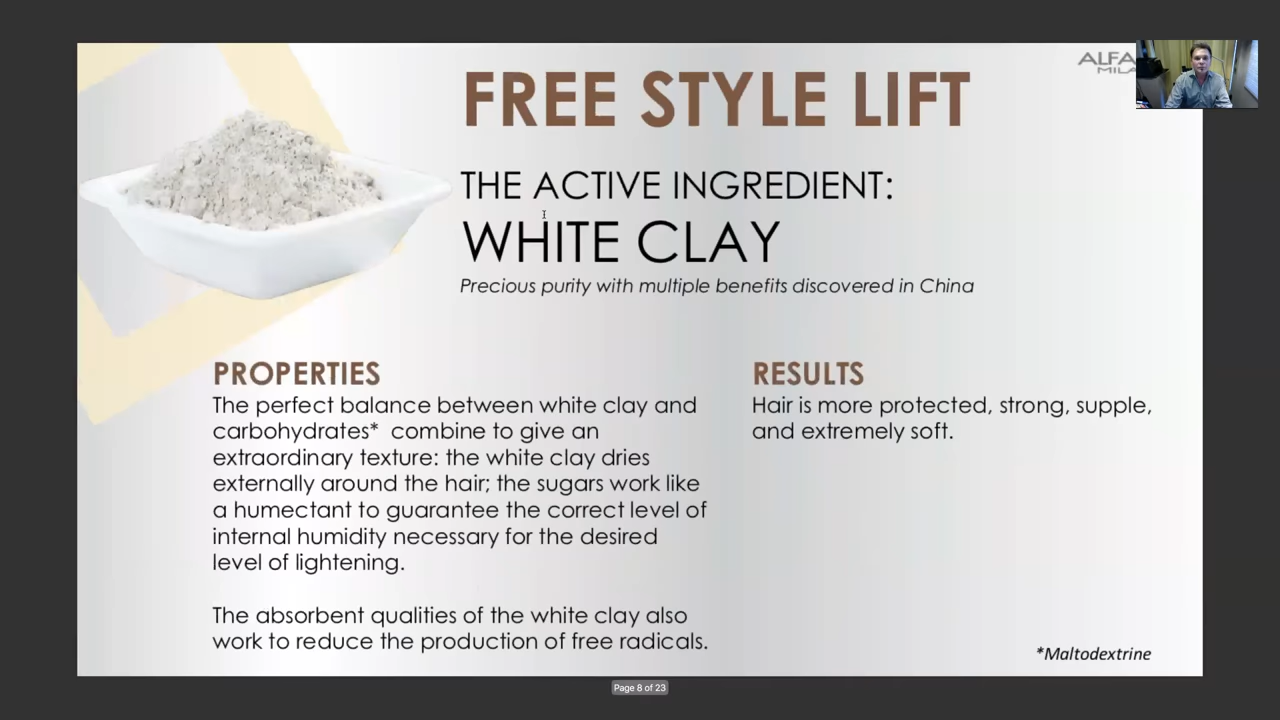 ALFA
MILA
FREE STYLE LIFT
THE ACTIVE INGREDIENT:
WHITE CLAY
Precious purity with multiple benefits discovered in China
PROPERTIES
The perfect balance between white clay and
carbohydrates* combine to give an
extraordinary texture: the white clay dries
externally around the hair; the sugars work like
a humectant to guarantee the correct level of
internal humidity necessary for the desired
level of lightening.
The absorbent qualities of the white clay also
work to reduce the production of free radicals.
RESULTS
Hair is more protected, strong, supple,
and extremely soft.
*Maltodextrine
Page 8 of 23